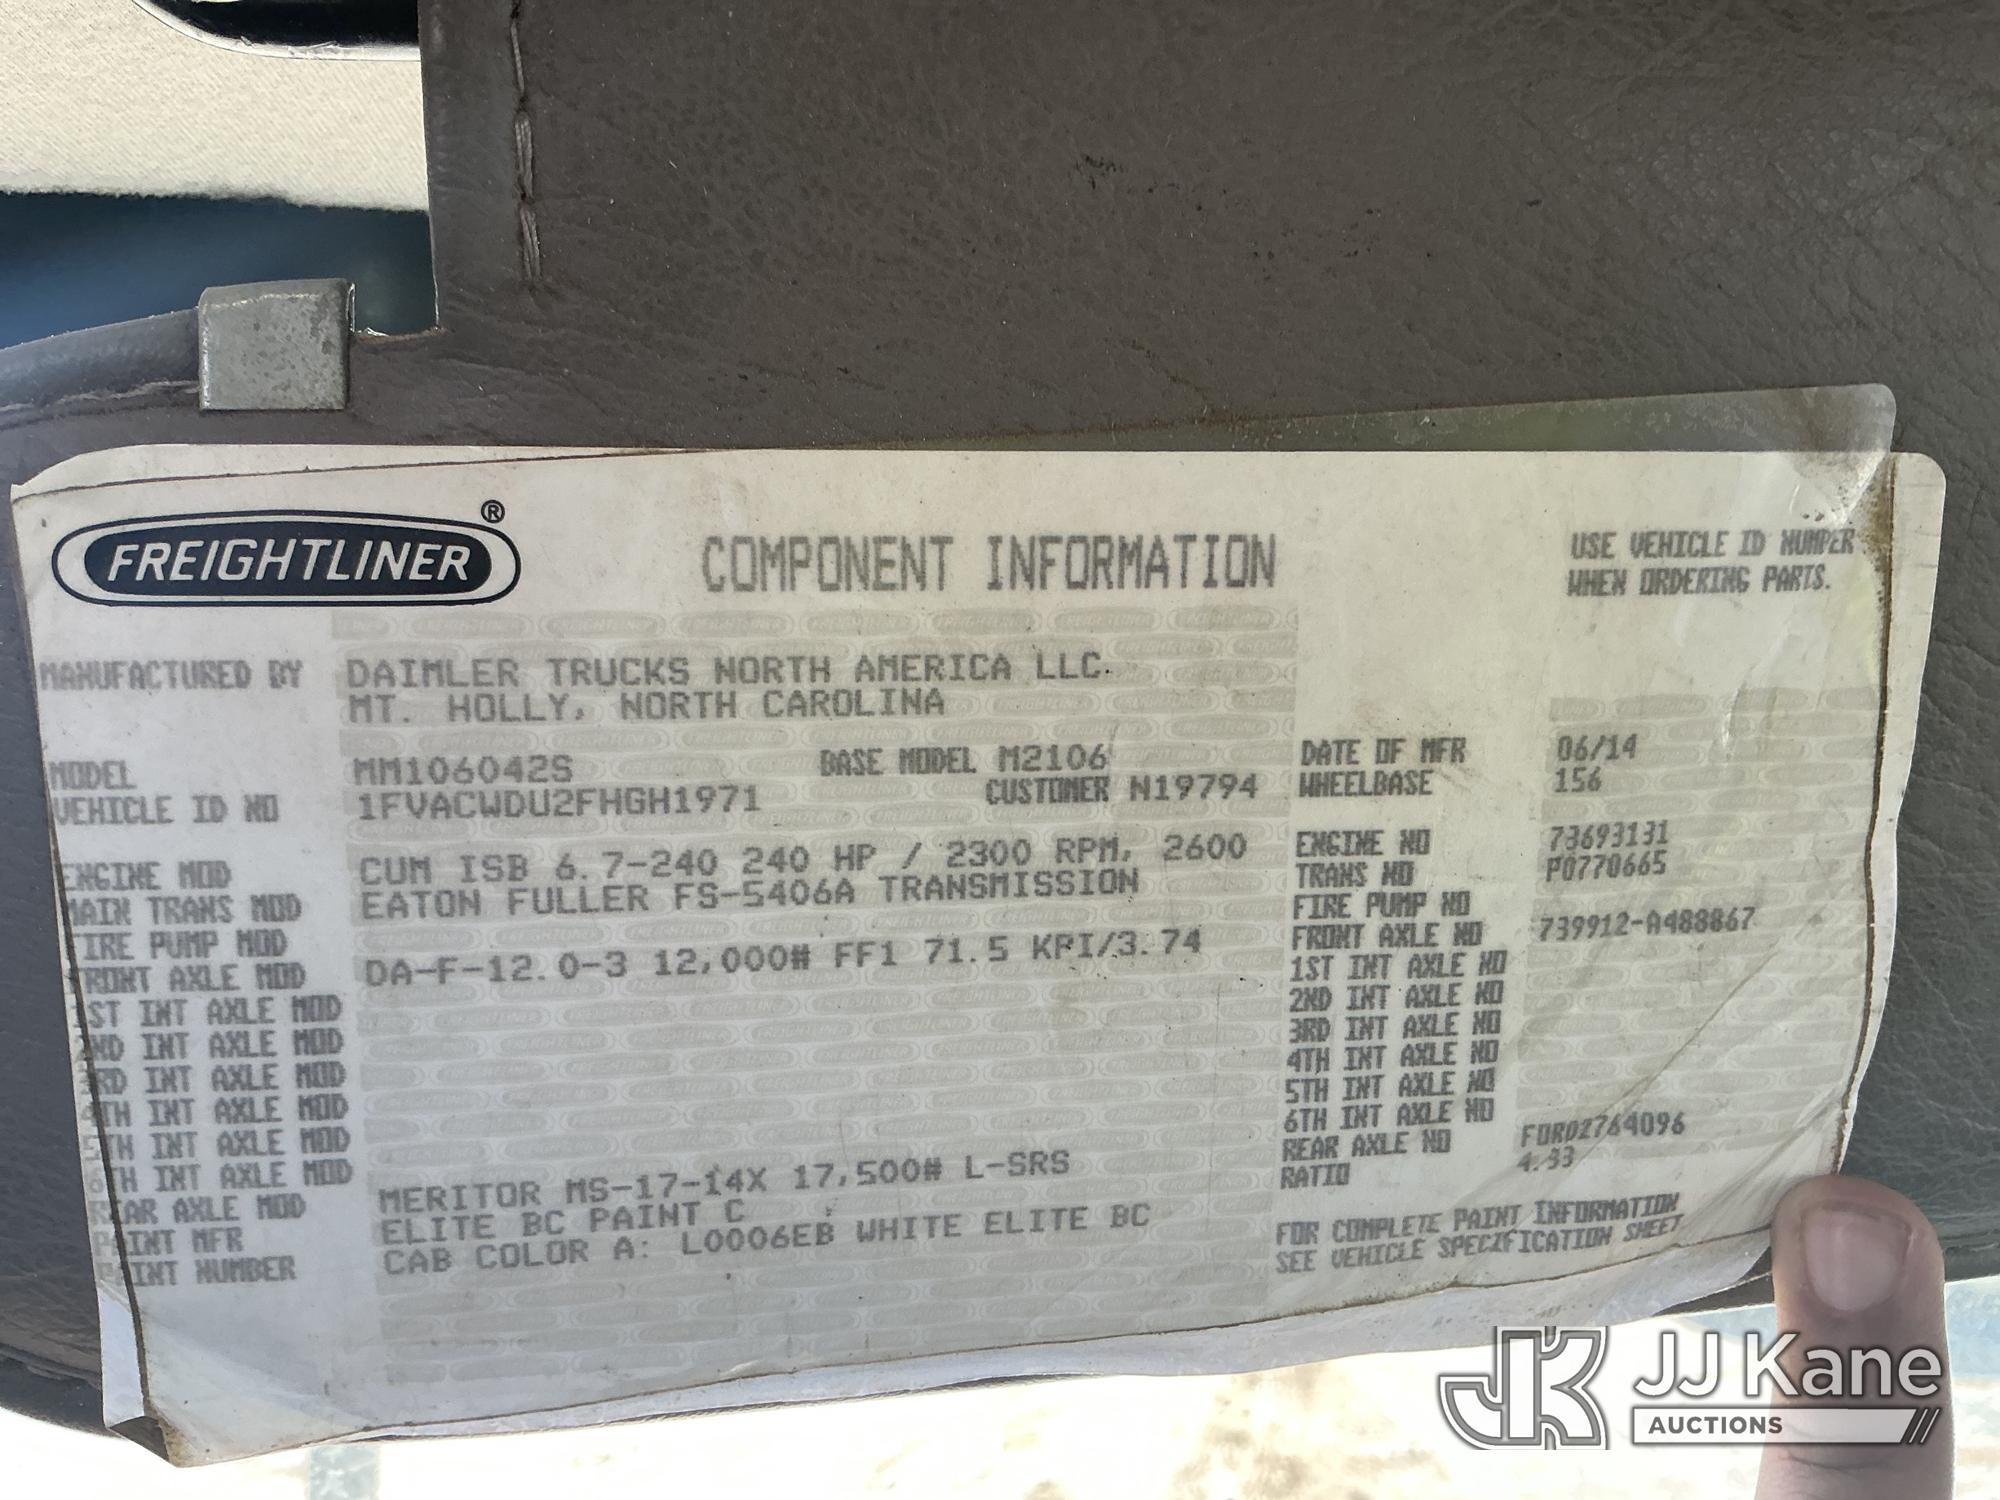 FREIGHTLINER ®
COMPONENT INFORMATION
USE VEHICLE ID NUMBER
WHEN ORDERING PARTS.
MANUFACTURED BY DAIMLER TRUCKS NORTH AMERICA LLC.
MT. HOLLY, NORTH CAROLINA
MODEL MM106042S BASE MODEL M2106 DATE OF MFR 06/14
VEHICLE ID NO 1FVACWDU2FHGH1971 CUSTOMER N19794 WHEELBASE 156
ENGINE MOD CUM ISB 6.7-240 240 HP / 2300 RPM, 2600 ENGINE NO 73693131
MAIN TRANS MOD EATON FULLER FS-5406A TRANSMISSION TRANS NO P0770665
FIRE PUMP MOD FIRE PUMP NO
FRONT AXLE MOD DA-F-12.0-3 12,000# FF1 71.5 KPI/3.74 FRONT AXLE NO 739912-A488867
1ST INT AXLE MOD 1ST INT AXLE NO
2ND INT AXLE MOD 2ND INT AXLE NO
3RD INT AXLE MOD 3RD INT AXLE NO
4TH INT AXLE MOD 4TH INT AXLE NO
5TH INT AXLE MOD 5TH INT AXLE NO
6TH INT AXLE MOD 6TH INT AXLE NO
REAR AXLE MOD MERITOR MS-17-14X 17,500# L-SRS REAR AXLE NO FORD2764096
PAINT MFR ELITE BC PAINT C RATIO 4.33
PAINT NUMBER CAB COLOR A: L0006EB WHITE ELITE BC
FOR COMPLETE PAINT INFORMATION
SEE VEHICLE SPECIFICATION SHEET
JK JJ Kane
AUCTIONS